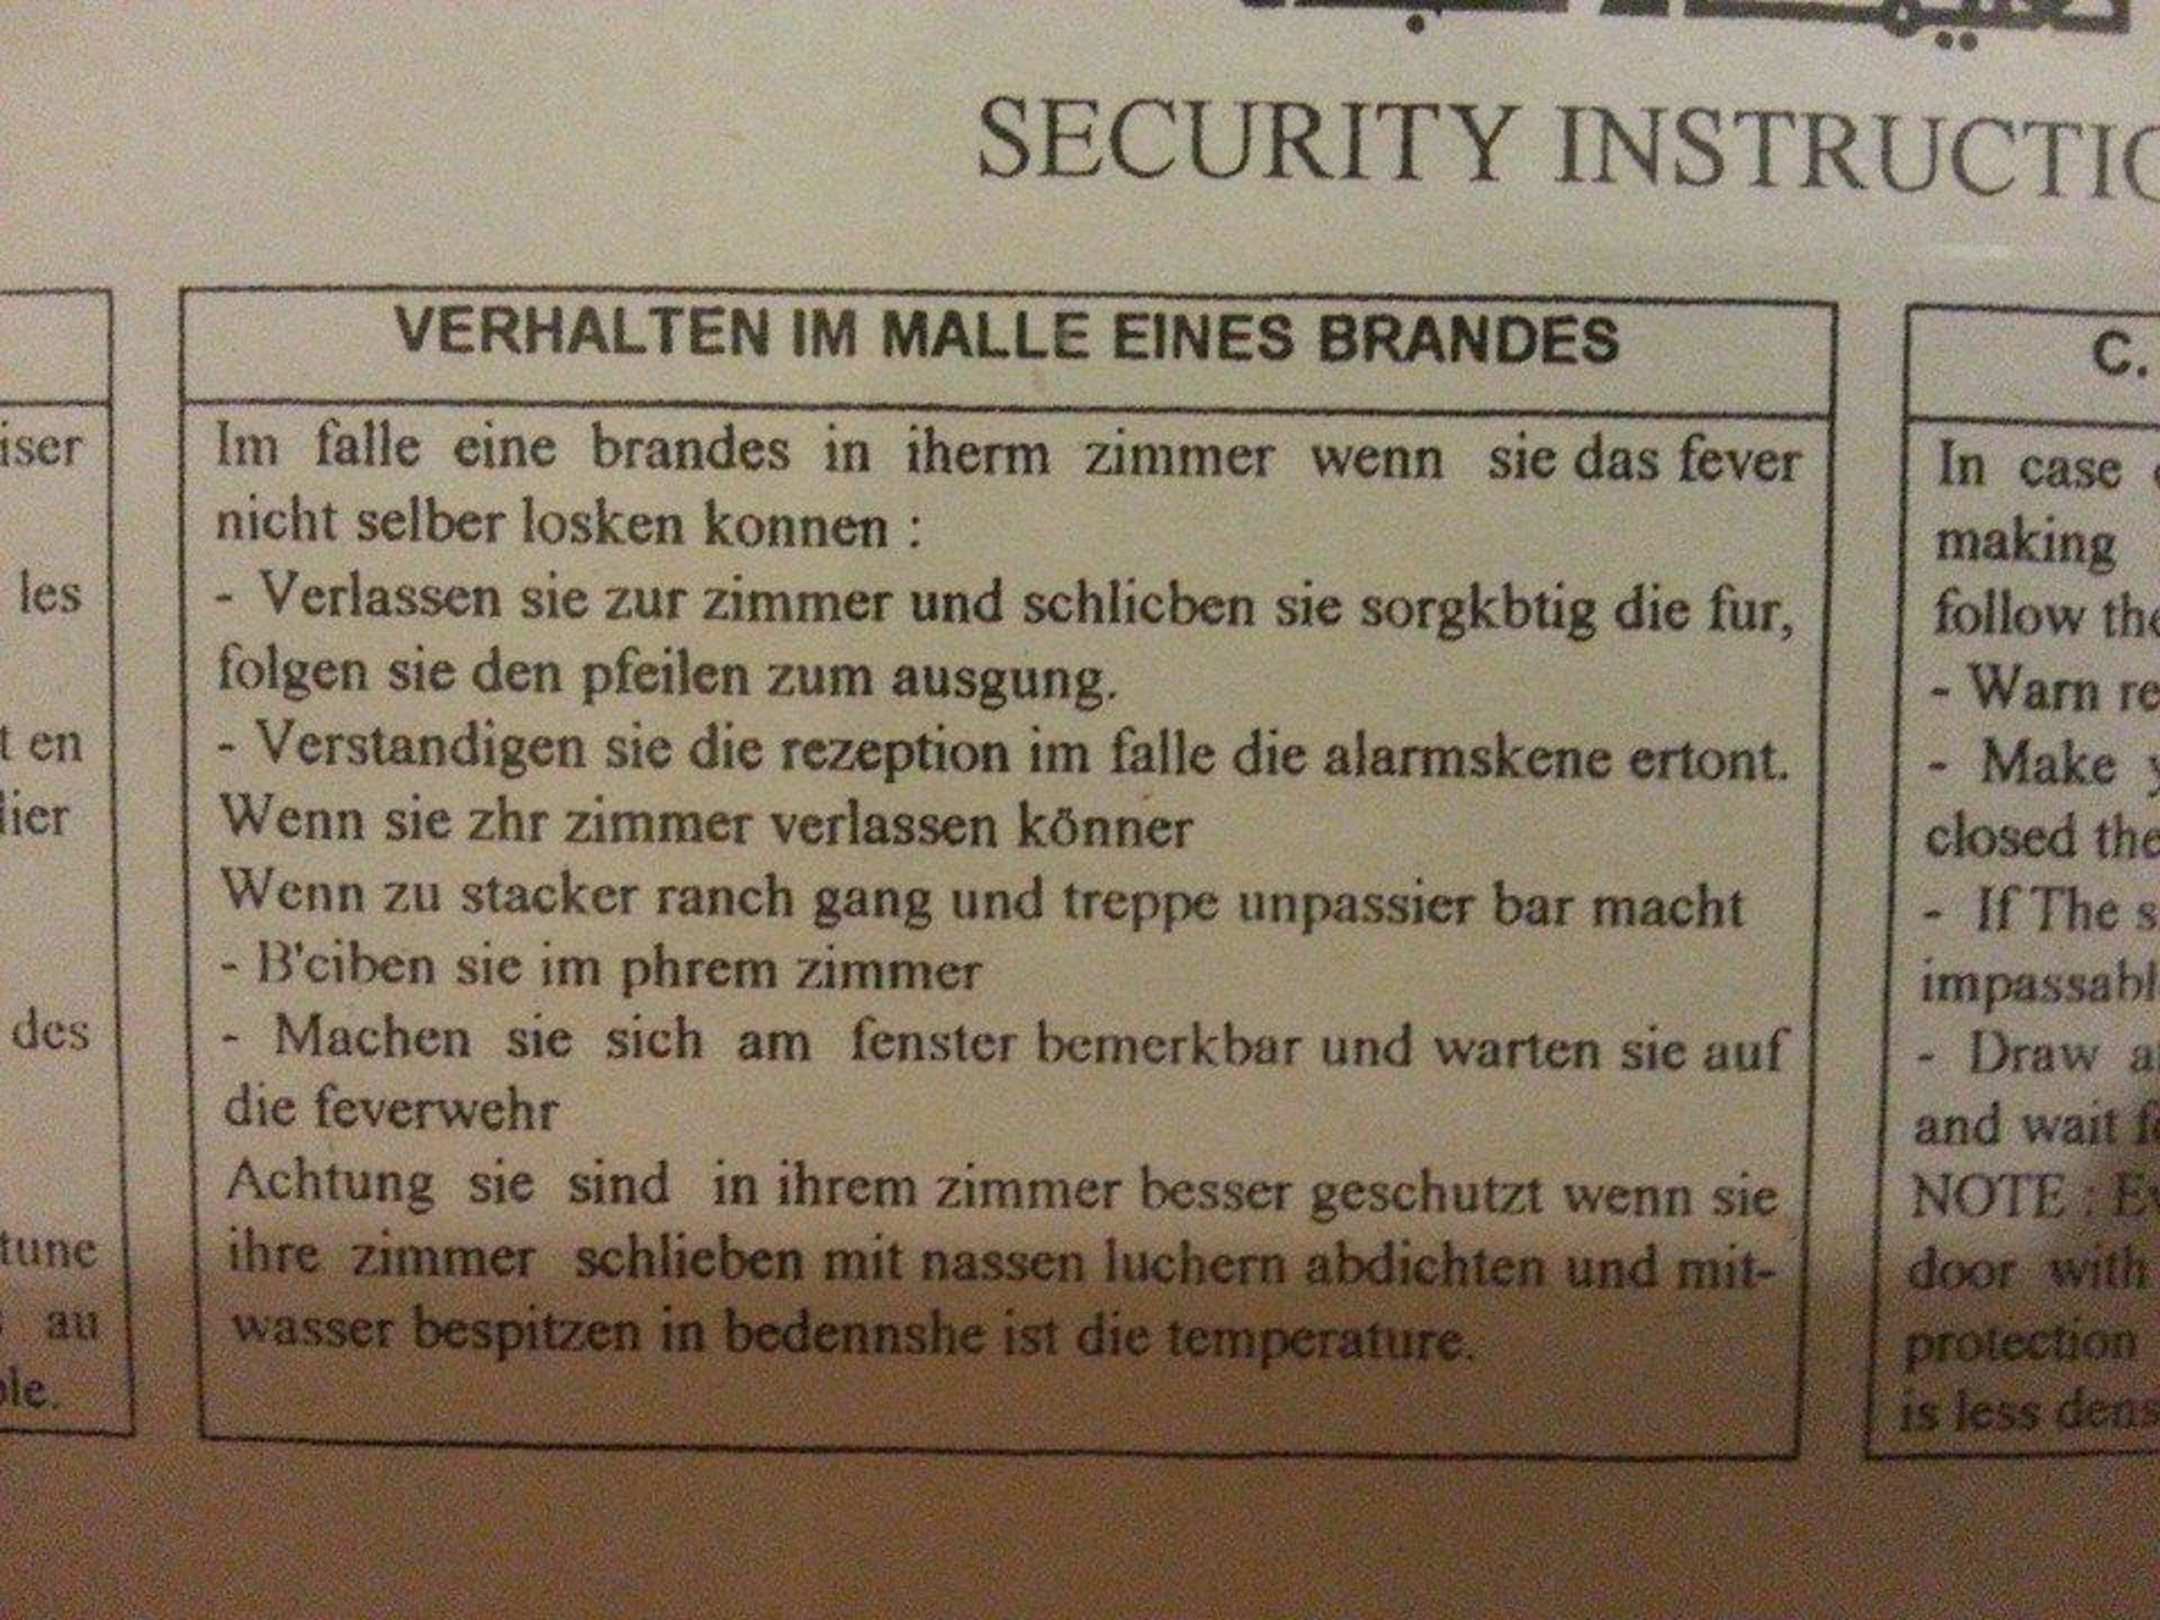 SECURITY INSTRUCTIO
iser
les
t en
lier
des
tune
au
ble.
VERHALTEN IM MALLE EINES BRANDES
Im falle eine brandes in iherm zimmer wenn sie das fever
nicht selber losken konnen :
- Verlassen sie zur zimmer und schlicben sie sorgkbtig die fur,
folgen sie den pfeilen zum ausgung.
- Verstandigen sie die rezeption im falle die alarmskene ertont.
Wenn sie zhr zimmer verlassen könner
Wenn zu stacker ranch gang und treppe unpassier bar macht
- B'ciben sie im phrem zimmer
- Machen sie sich am fenster bemerkbar und warten sie auf
die feverwehr
Achtung sie sind in ihrem zimmer besser geschutzt wenn sie
ihre zimmer schlieben mit nassen luchern abdichten und mit-
wasser bespitzen in bedennshe ist die temperature.
C.
In case
making
follow the
- Warn re
- Make y
closed the
- If The s
impassabl
- Draw a
and wait f
NOTE : Ev
door with
protection
is less dens